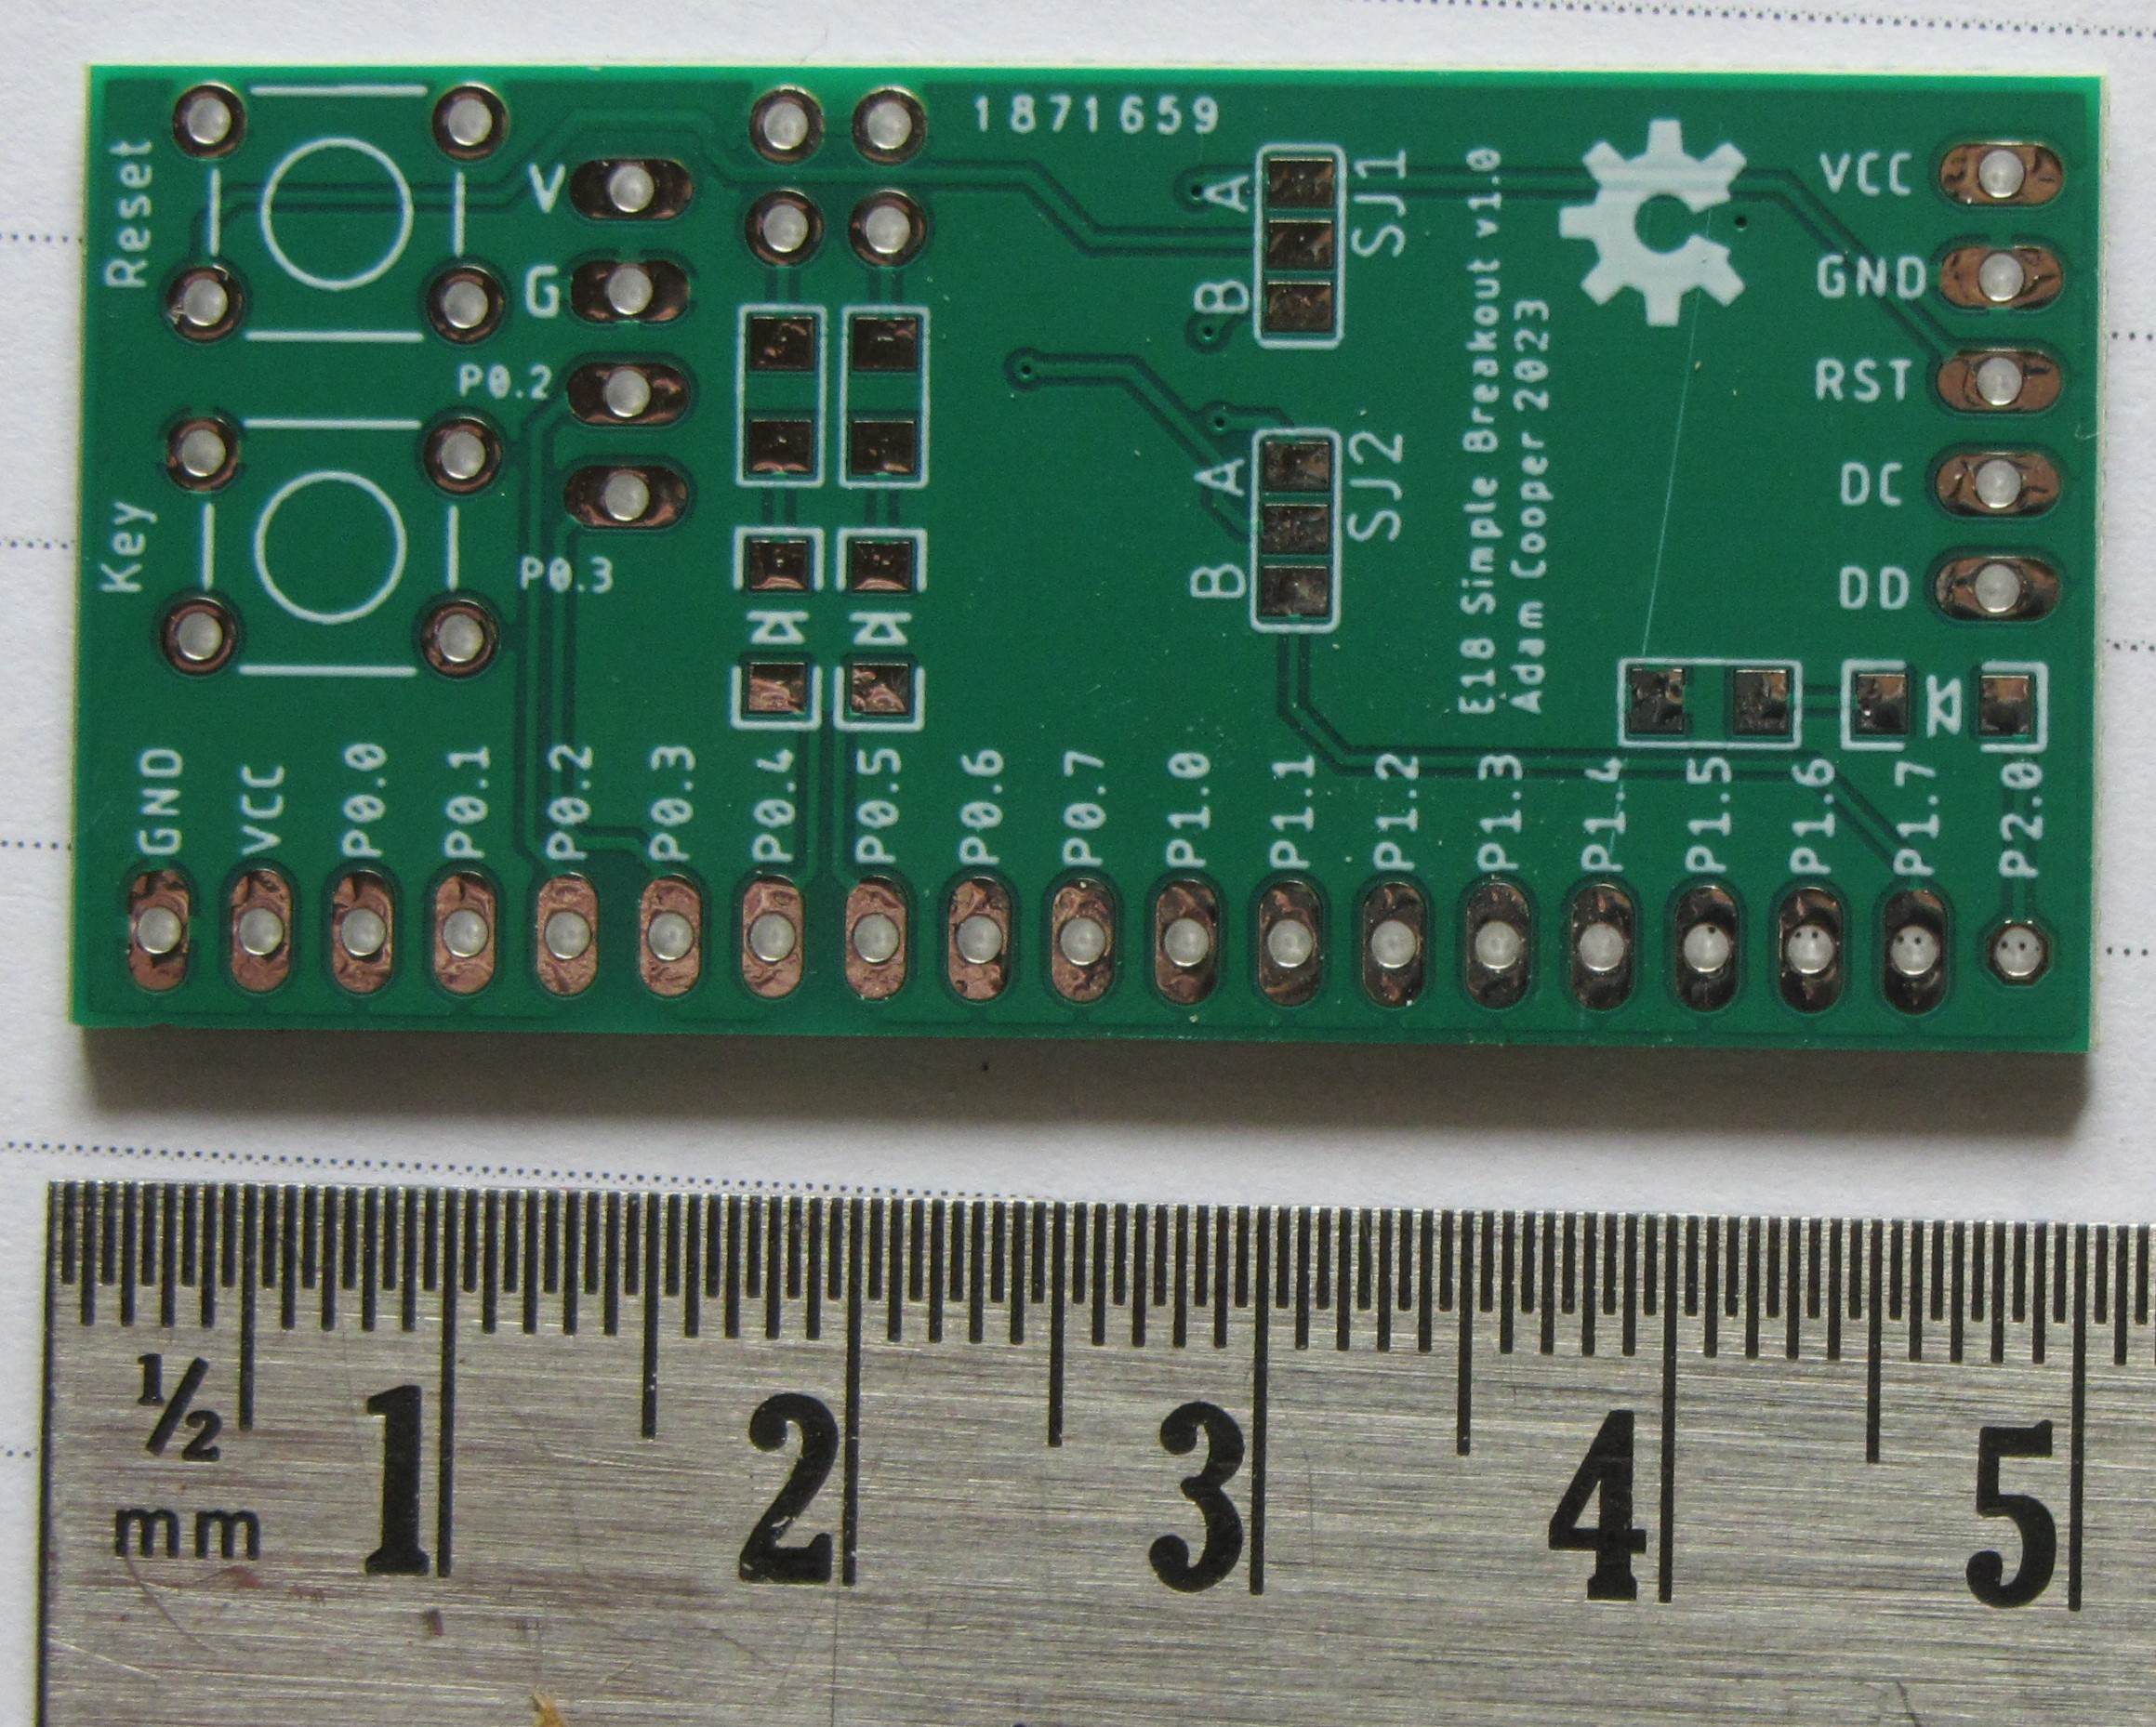 1871659
Reset
V
G
P0.2
P0.3
Key
A
B
SJ1
A
B
SJ2
E18 Simple Breakout v1.0
Adam Cooper 2023
VCC
GND
RST
DC
DD
GND
VCC
P0.0
P0.1
P0.2
P0.3
P0.4
P0.5
P0.6
P0.7
P1.0
P1.1
P1.2
P1.3
P1.4
P1.5
P1.6
P1.7
P2.0
½ mm
1 2 3 4 5